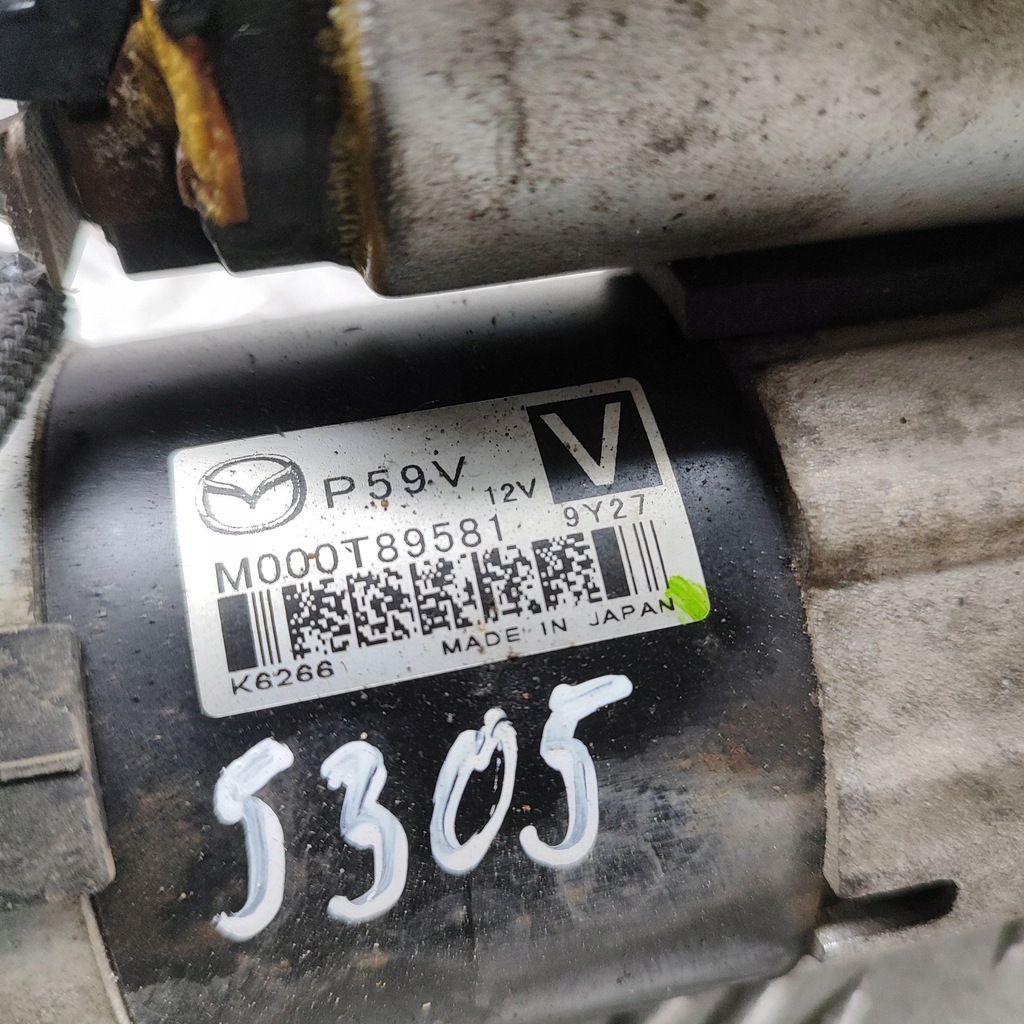 P59V 12V V
M000T89581 9Y27
K6266 MADE IN JAPAN
5305